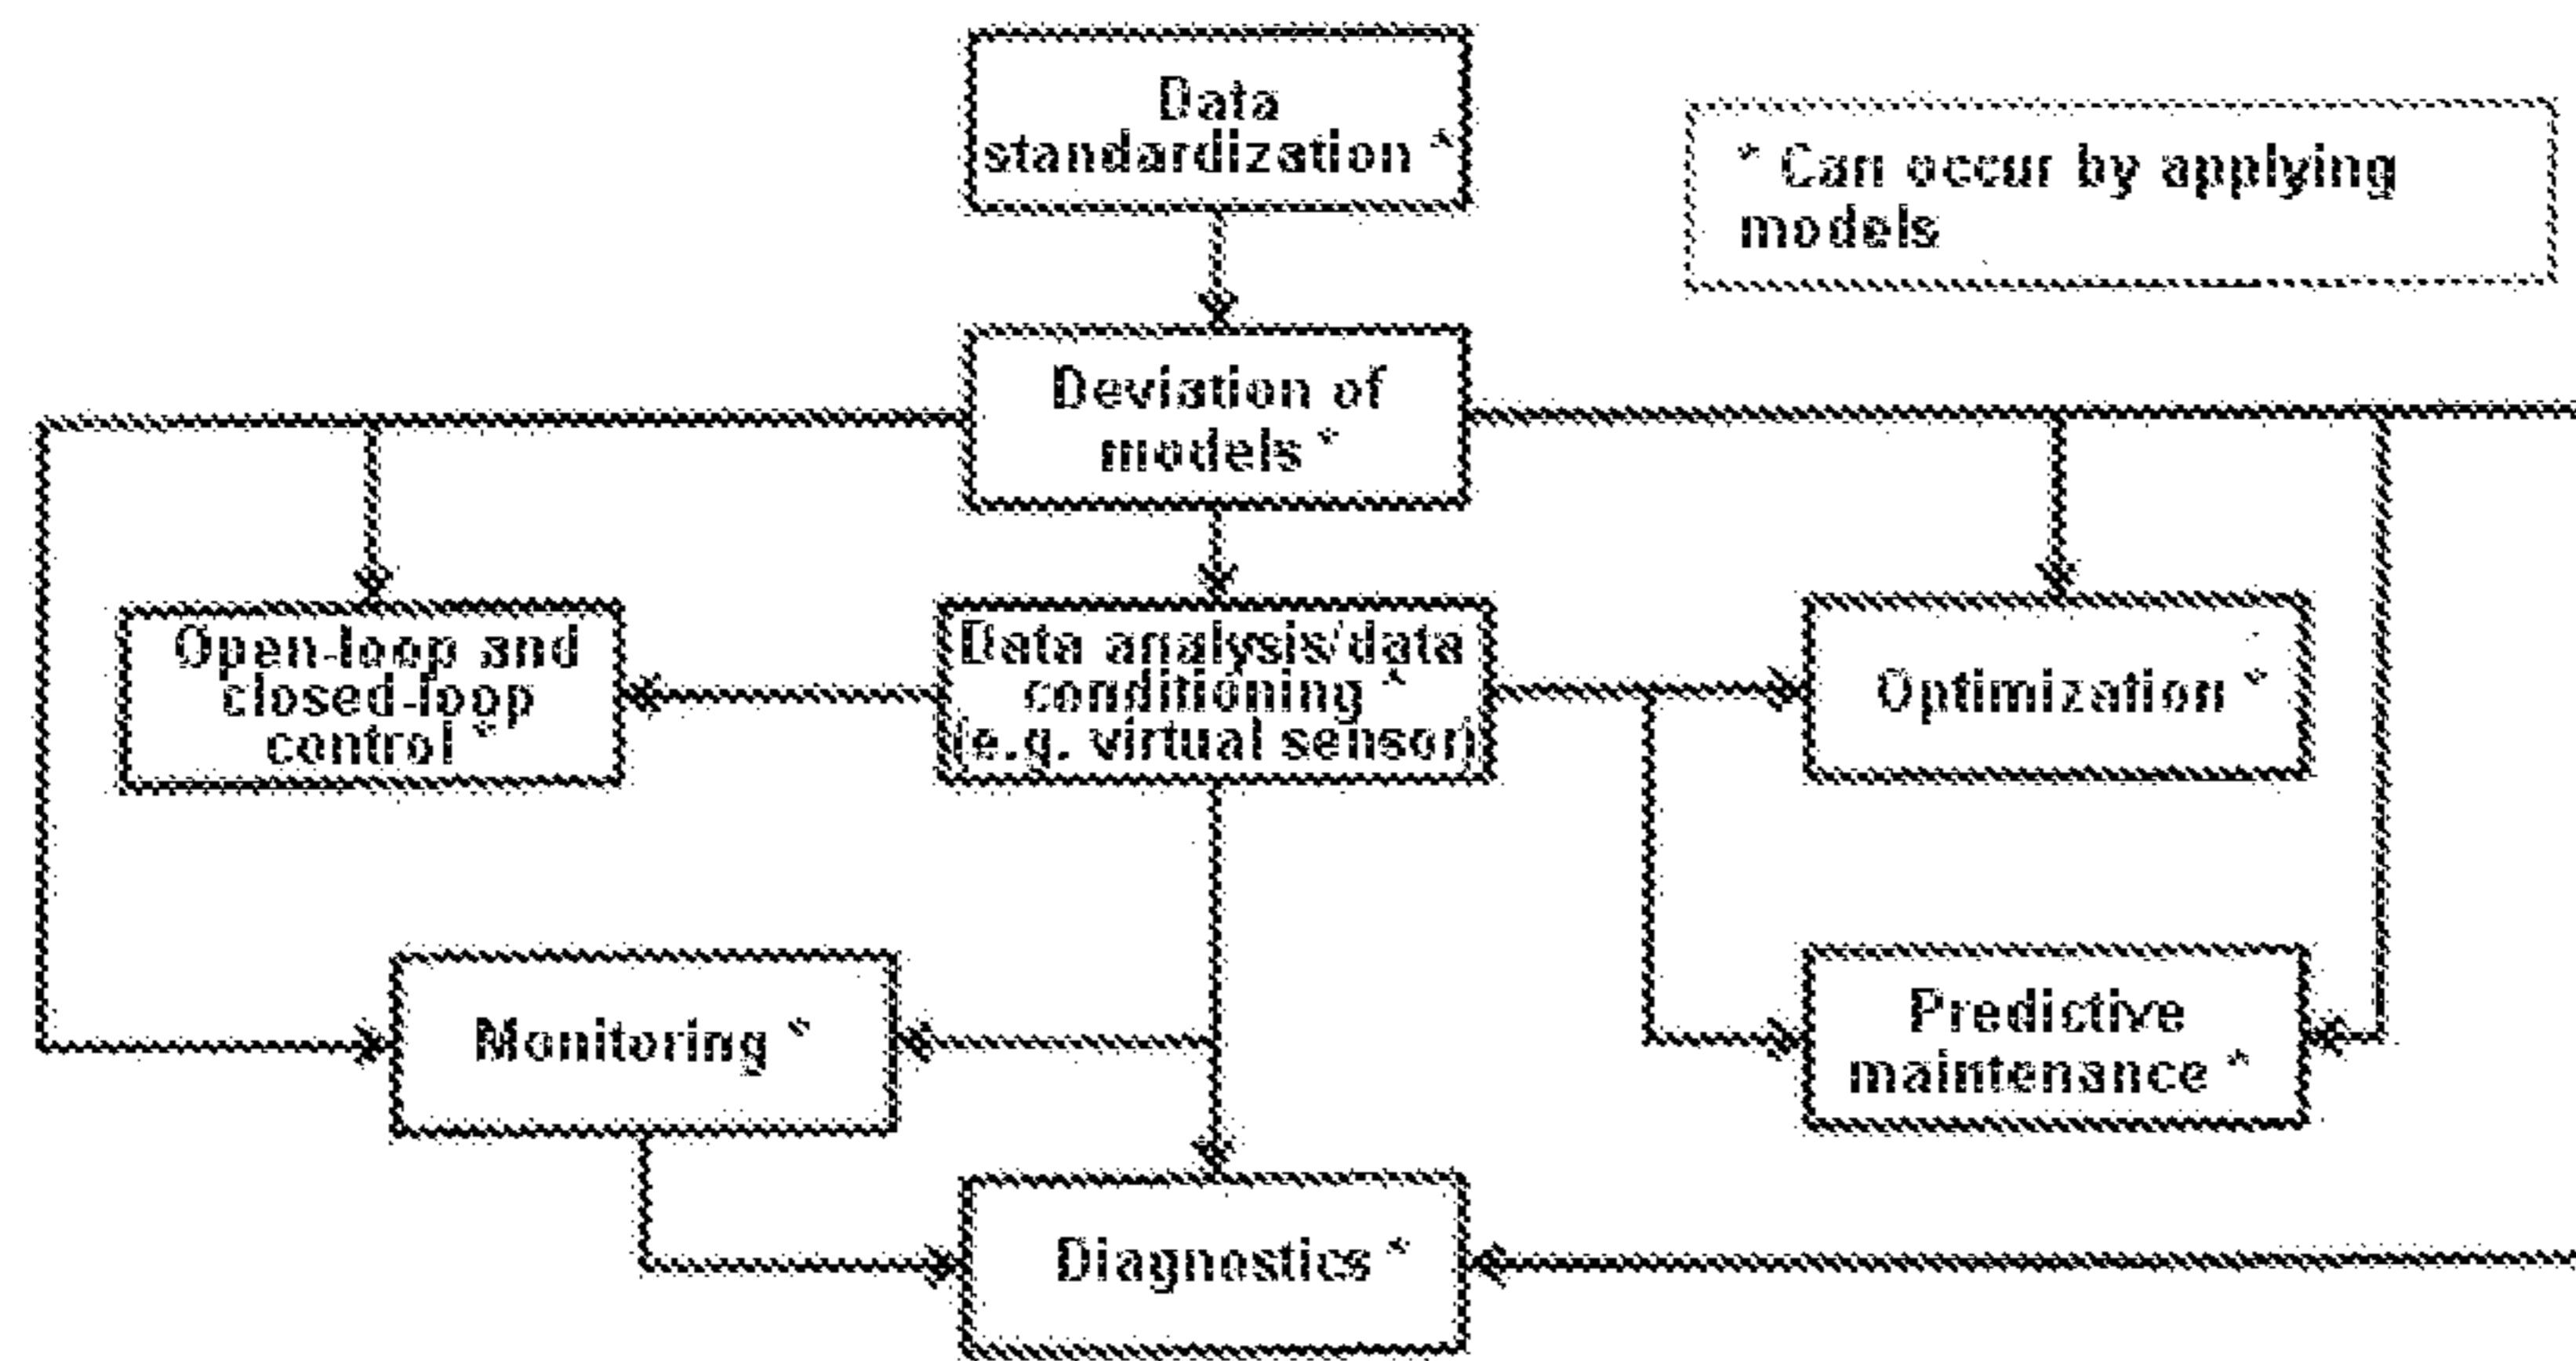 Data
standardization *
* Can occur by applying
models
Deviation of
models *
Open-loop and
closed-loop
control *
Data analysis/data
conditioning *
(e.g. virtual sensor)
Optimization *
Monitoring *
Predictive
maintenance *
Diagnostics *